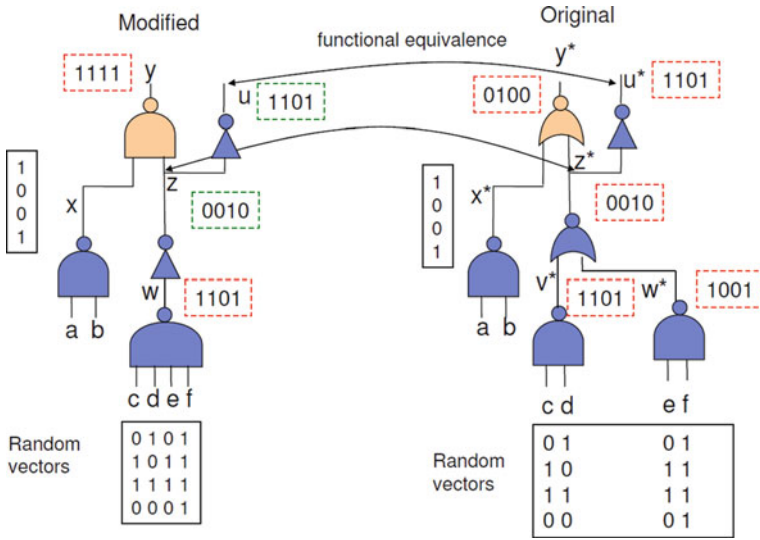 Modified
Original
functional equivalence
1111
y
u
1101
y*
0100
u*
1101
1
0
0
1
x
z
0010
1
0
0
1
x*
z*
0010
w
1101
v*
1101
w*
1001
a b
c d e f
a b
c d
e f
Random
vectors
0 1 0 1
1 0 1 1
1 1 1 1
0 0 0 1
Random
vectors
0 1 0 1
1 0 1 1
1 1 1 1
0 0 0 1